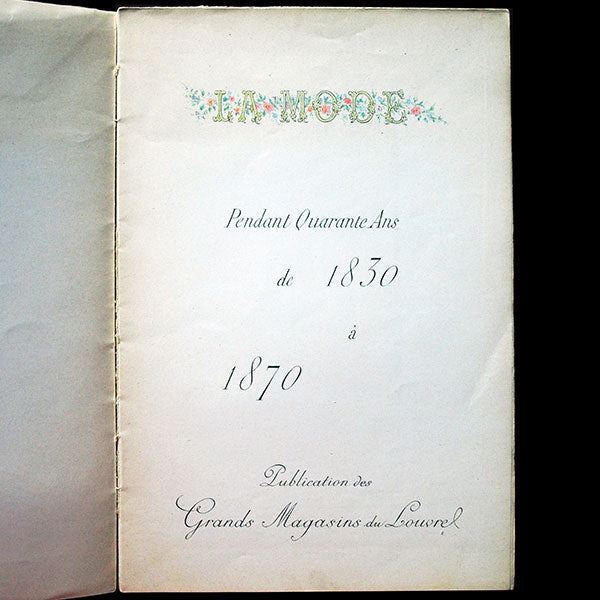 LA MODE
Pendant Quarante Ans
de 1830
à
1870
Publication des
Grands Magasins du Louvre